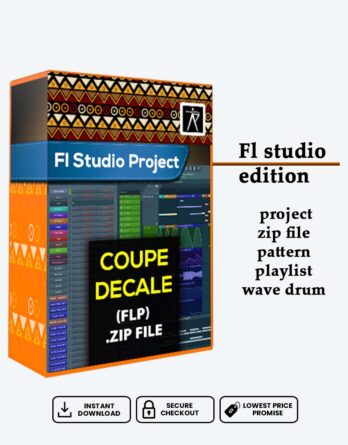 Fl Studio Project
COUPE
DECALE
(FLP)
.ZIP FILE
Fl studio
edition
project
zip file
pattern
playlist
wave drum
INSTANT
DOWNLOAD
SECURE
CHECKOUT
LOWEST PRICE
PROMISE